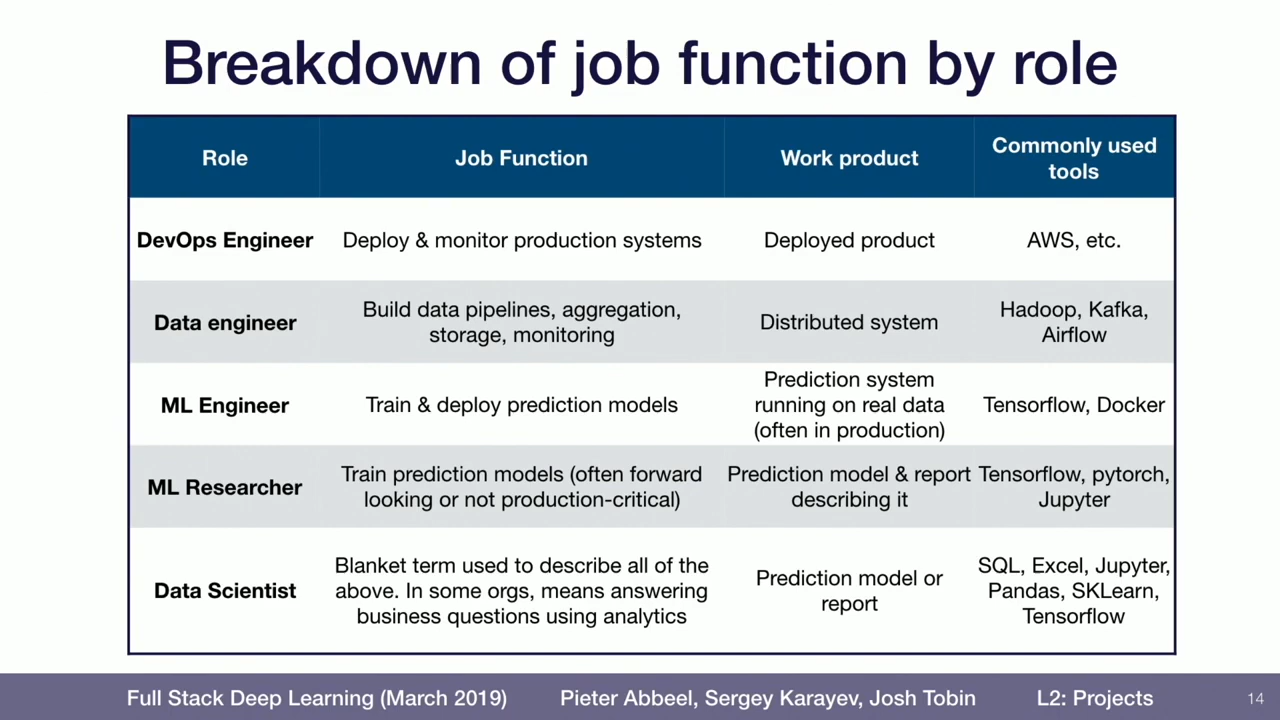 Breakdown of job function by role
Role
Job Function
Work product
Commonly used
tools
DevOps Engineer
Deploy & monitor production systems
Deployed product
AWS, etc.
Data engineer
Build data pipelines, aggregation,
storage, monitoring
Distributed system
Hadoop, Kafka,
Airflow
ML Engineer
Train & deploy prediction models
Prediction system
running on real data
(often in production)
Tensorflow, Docker
ML Researcher
Train prediction models (often forward
looking or not production-critical)
Prediction model & report
describing it
Tensorflow, pytorch,
Jupyter
Data Scientist
Blanket term used to describe all of the
above. In some orgs, means answering
business questions using analytics
Prediction model or
report
SQL, Excel, Jupyter,
Pandas, SKLearn,
Tensorflow
Full Stack Deep Learning (March 2019)
Pieter Abbeel, Sergey Karayev, Josh Tobin
L2: Projects
14